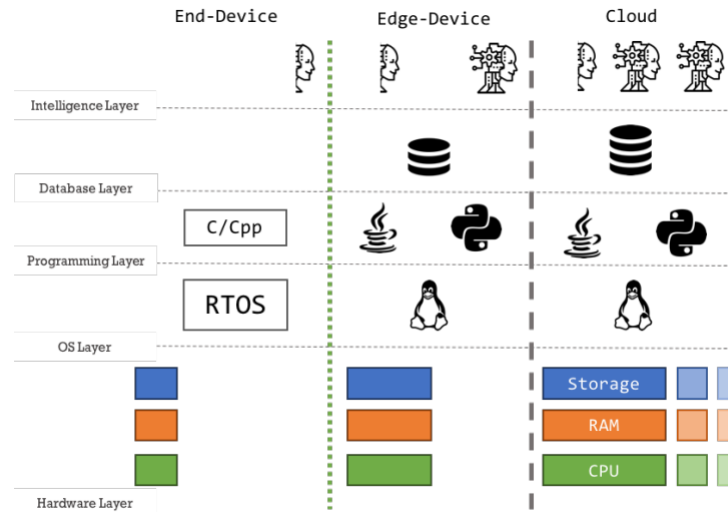 End-Device
Edge-Device
Cloud
Intelligence Layer
Database Layer
C/Cpp
Programming Layer
RTOS
OS Layer
Storage
RAM
CPU
Hardware Layer